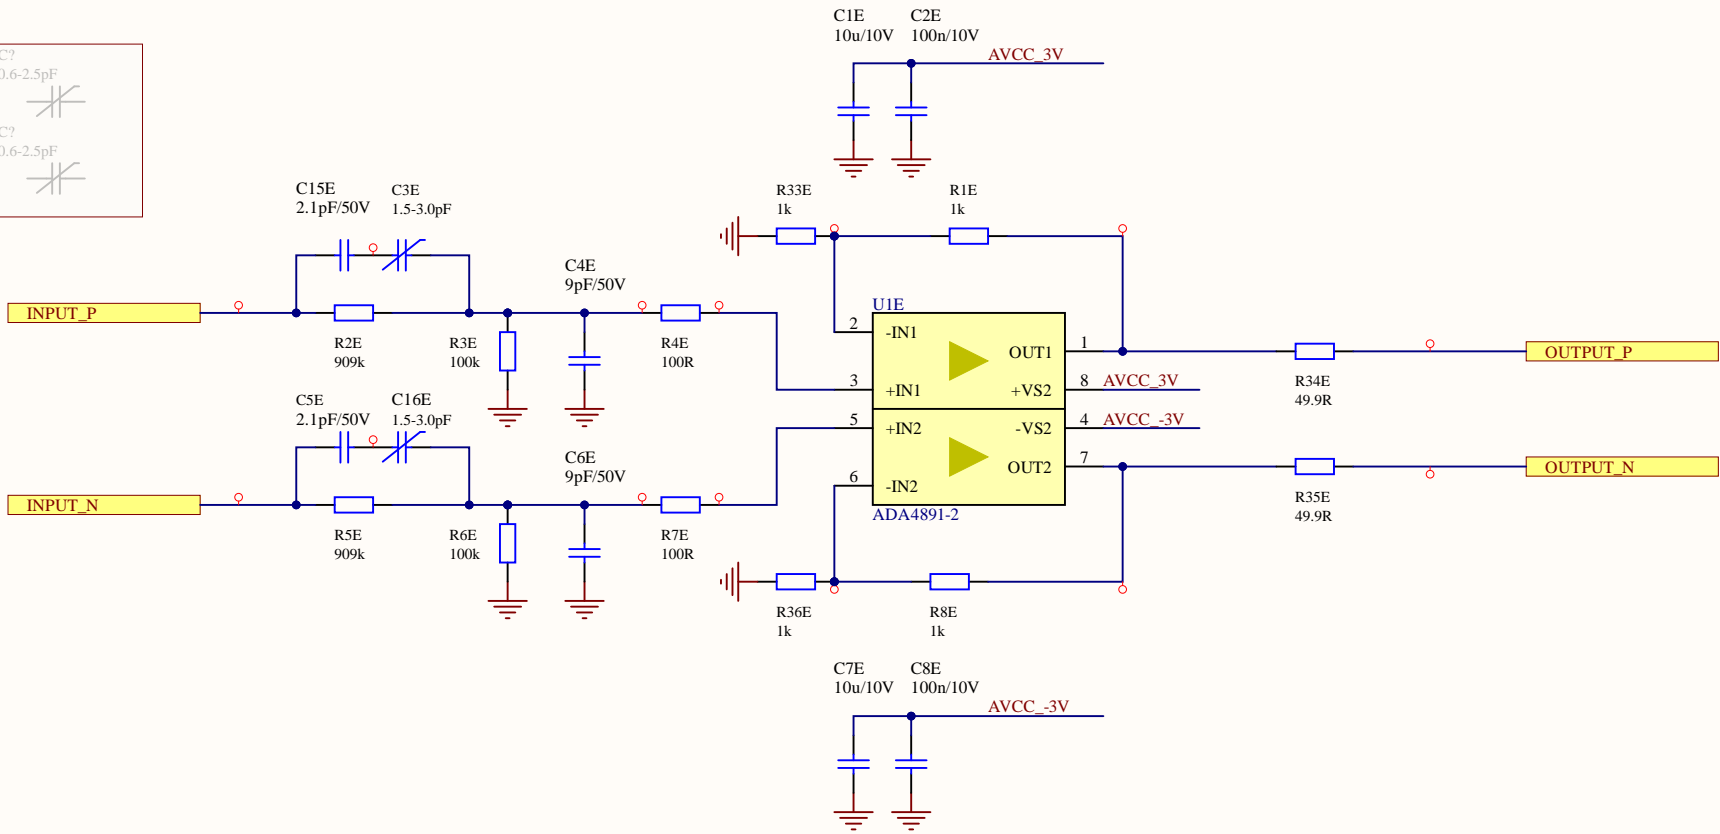 C1E C2E
10u/10V 100n/10V
AVCC_3V
C?
0.6-2.5pF
C?
0.6-2.5pF
C15E C3E
2.1pF/50V 1.5-3.0pF
R33E R1E
1k 1k
C4E
9pF/50V
INPUT_P
R2E R3E R4E
909k 100k 100R
U1E
2 -IN1
3 +IN1
5 +IN2
6 -IN2
OUT1 1
+VS2 8 AVCC_3V
-VS2 4 AVCC_-3V
OUT2 7
ADA4891-2
OUTPUT_P
R34E
49.9R
C5E C16E
2.1pF/50V 1.5-3.0pF
C6E
9pF/50V
INPUT_N
R5E R6E R7E
909k 100k 100R
OUTPUT_N
R35E
49.9R
R36E R8E
1k 1k
C7E C8E
10u/10V 100n/10V
AVCC_-3V